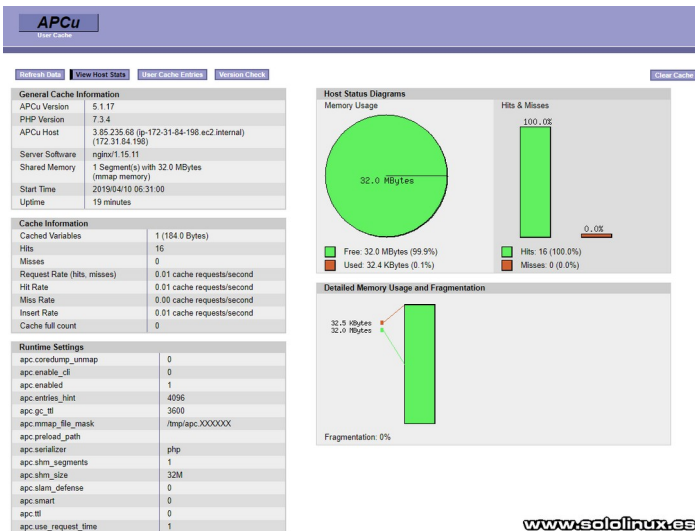 APCu
User Cache
Refresh Data
View Host Stats
User Cache Entries
Version Check
Clear Cache
General Cache Information
APCu Version 5.1.17
PHP Version 7.3.4
APCu Host 3.85.235.68 (ip-172-31-84-198.ec2.internal)
(172.31.84.198)
Server Software nginx/1.15.11
Shared Memory 1 Segment(s) with 32.0 MBytes
(mmap memory)
Start Time 2019/04/10 06:31:00
Uptime 19 minutes
Cache Information
Cached Variables 1 (184.0 Bytes)
Hits 16
Misses 0
Request Rate (hits, misses) 0.01 cache requests/second
Hit Rate 0.01 cache requests/second
Miss Rate 0.00 cache requests/second
Insert Rate 0.01 cache requests/second
Cache full count 0
Runtime Settings
apc.coredump_unmap 0
apc.enable_cli 0
apc.enabled 1
apc.entries_hint 4096
apc.gc_ttl 3600
apc.mmap_file_mask /tmp/apc.XXXXXX
apc.preload_path
apc.serializer php
apc.shm_segments 1
apc.shm_size 32M
apc.slam_defense 0
apc.smart 0
apc.ttl 0
apc.use_request_time 1
Host Status Diagrams
Memory Usage
Hits & Misses
32.0 MBytes
100.0%
0.0%
Free: 32.0 MBytes (99.9%)
Used: 32.4 KBytes (0.1%)
Hits: 16 (100.0%)
Misses: 0 (0.0%)
Detailed Memory Usage and Fragmentation
32.5 KBytes
32.0 MBytes
Fragmentation: 0%
www.sololinux.es